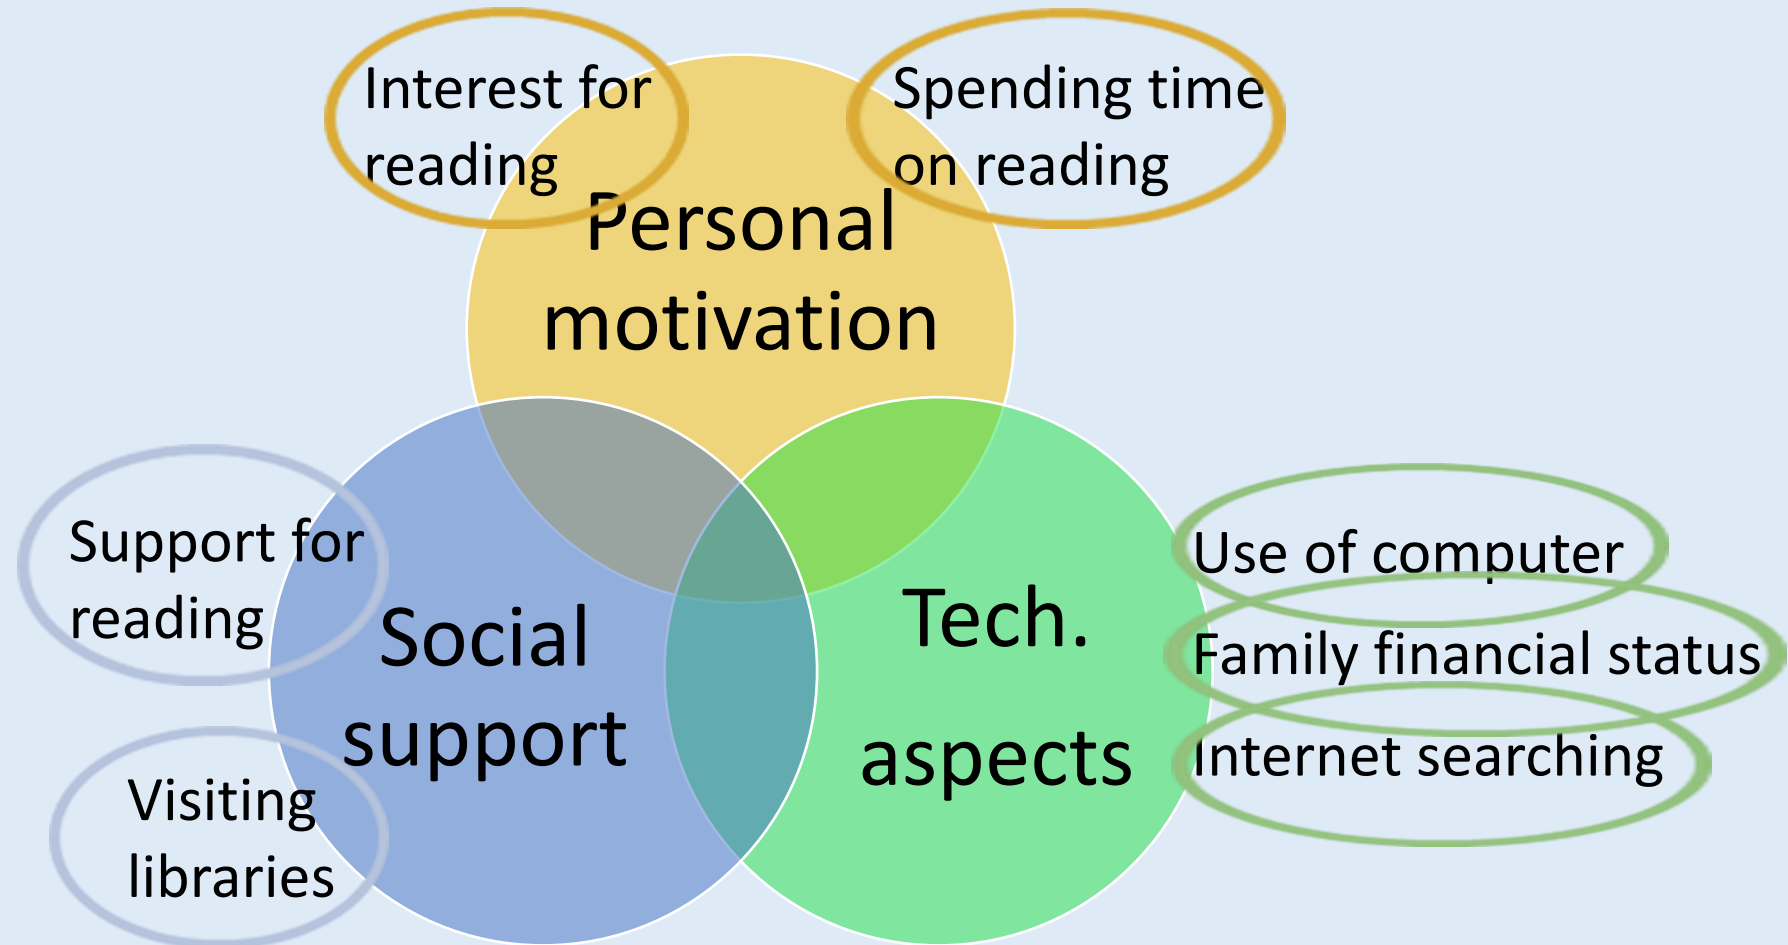 Interest for
reading
Spending time
on reading
Personal
motivation
Support for
reading
Social
support
Visiting
libraries
Tech.
aspects
Use of computer
Family financial status
Internet searching